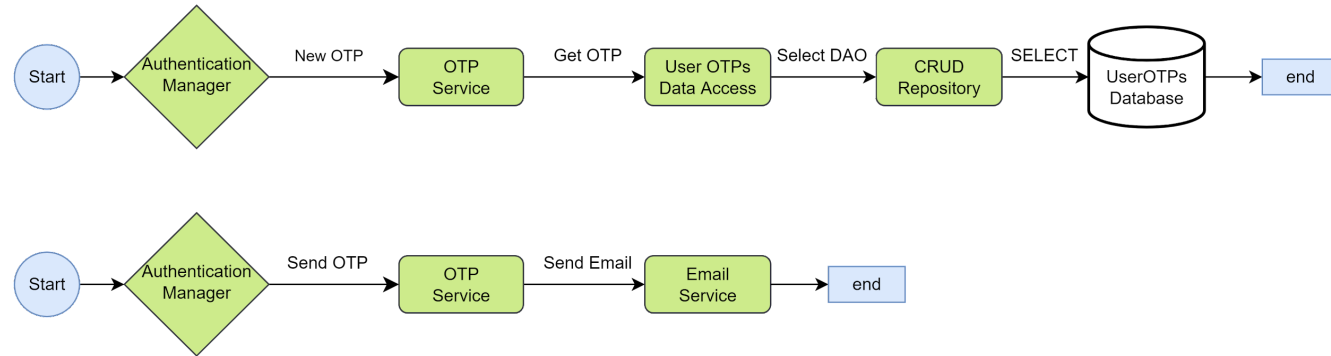 Start
Authentication
Manager
New OTP
OTP
Service
Get OTP
User OTPs
Data Access
Select DAO
CRUD
Repository
SELECT
UserOTPs
Database
end
Start
Authentication
Manager
Send OTP
OTP
Service
Send Email
Email
Service
end